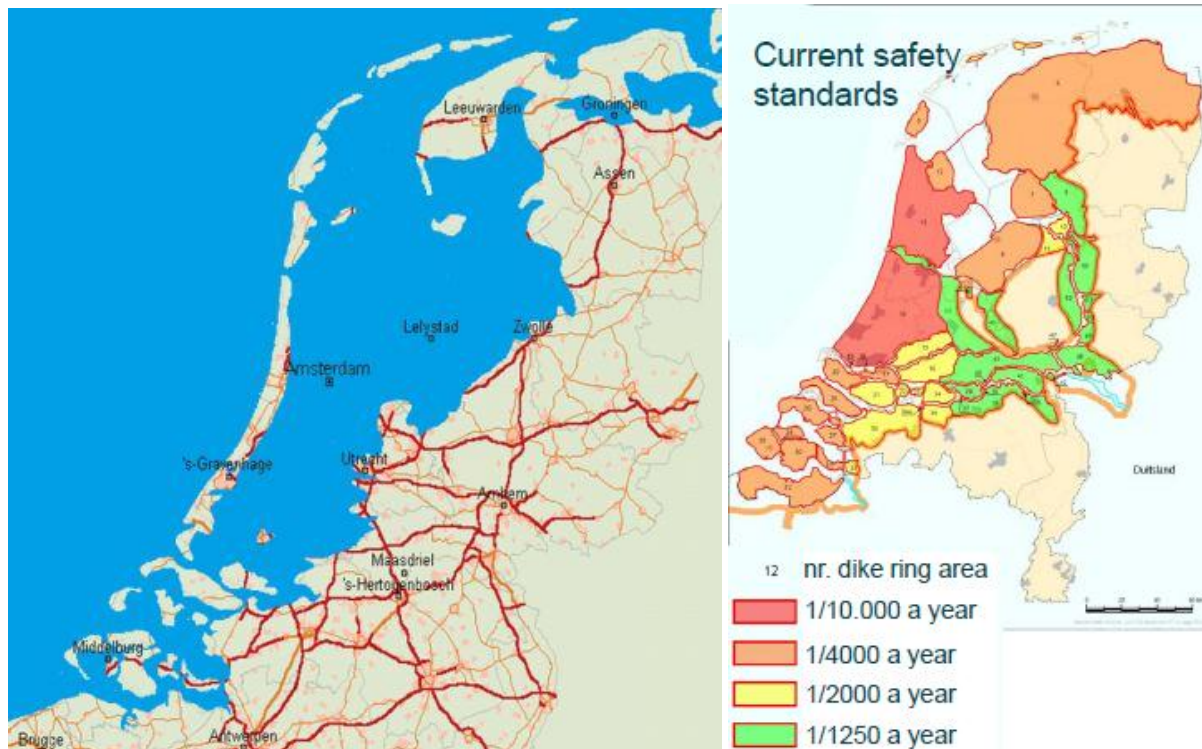 Leeuwarden
Groningen
Assen
Lelystad
Zwolle
Amsterdam
's-Gravenhage
Utrecht
Arnhem
Maasdriel
's-Hertogenbosch
Middelburg
Antwerpen
Brugge
Current safety
standards
Duitsland
12 nr. dike ring area
1/10.000 a year
1/4000 a year
1/2000 a year
1/1250 a year